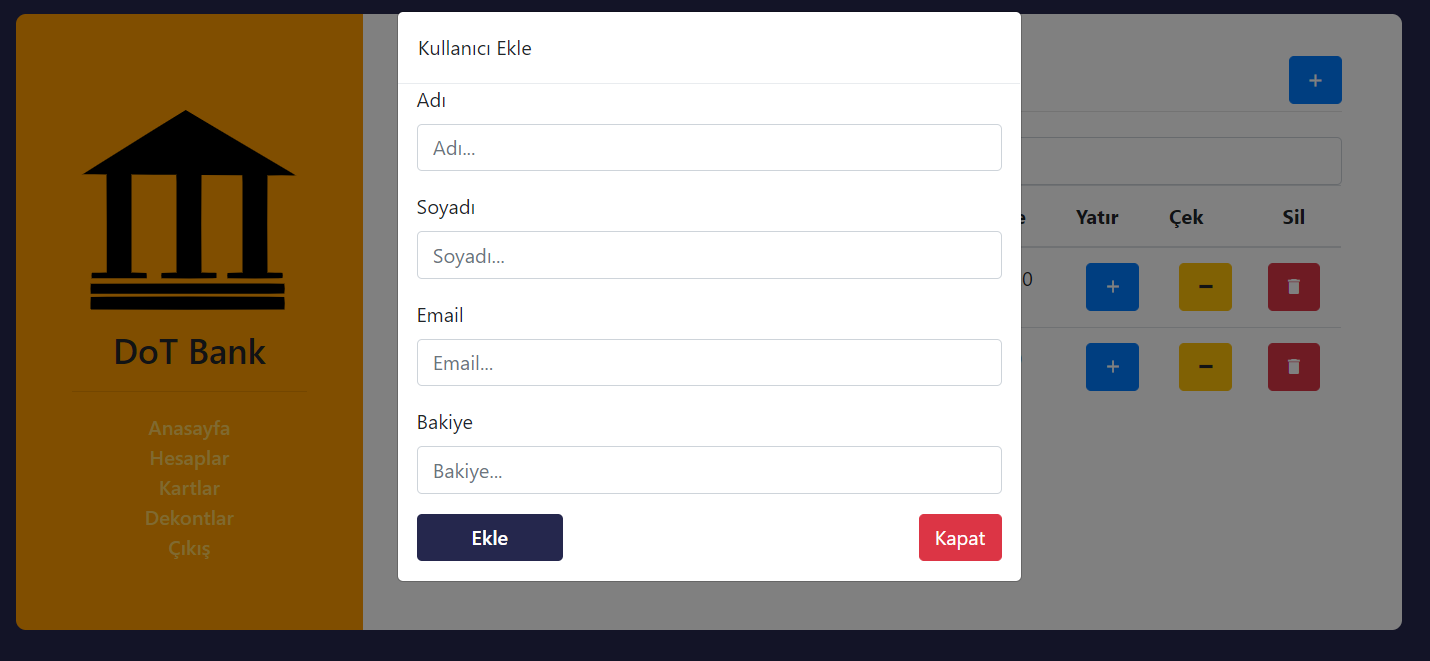 DoT Bank
Anasayfa
Hesaplar
Kartlar
Dekontlar
Çıkış
Kullanıcı Ekle
Adı
Adı...
Soyadı
Soyadı...
Email
Email...
Bakiye
Bakiye...
Ekle
Kapat
Yatır Çek Sil